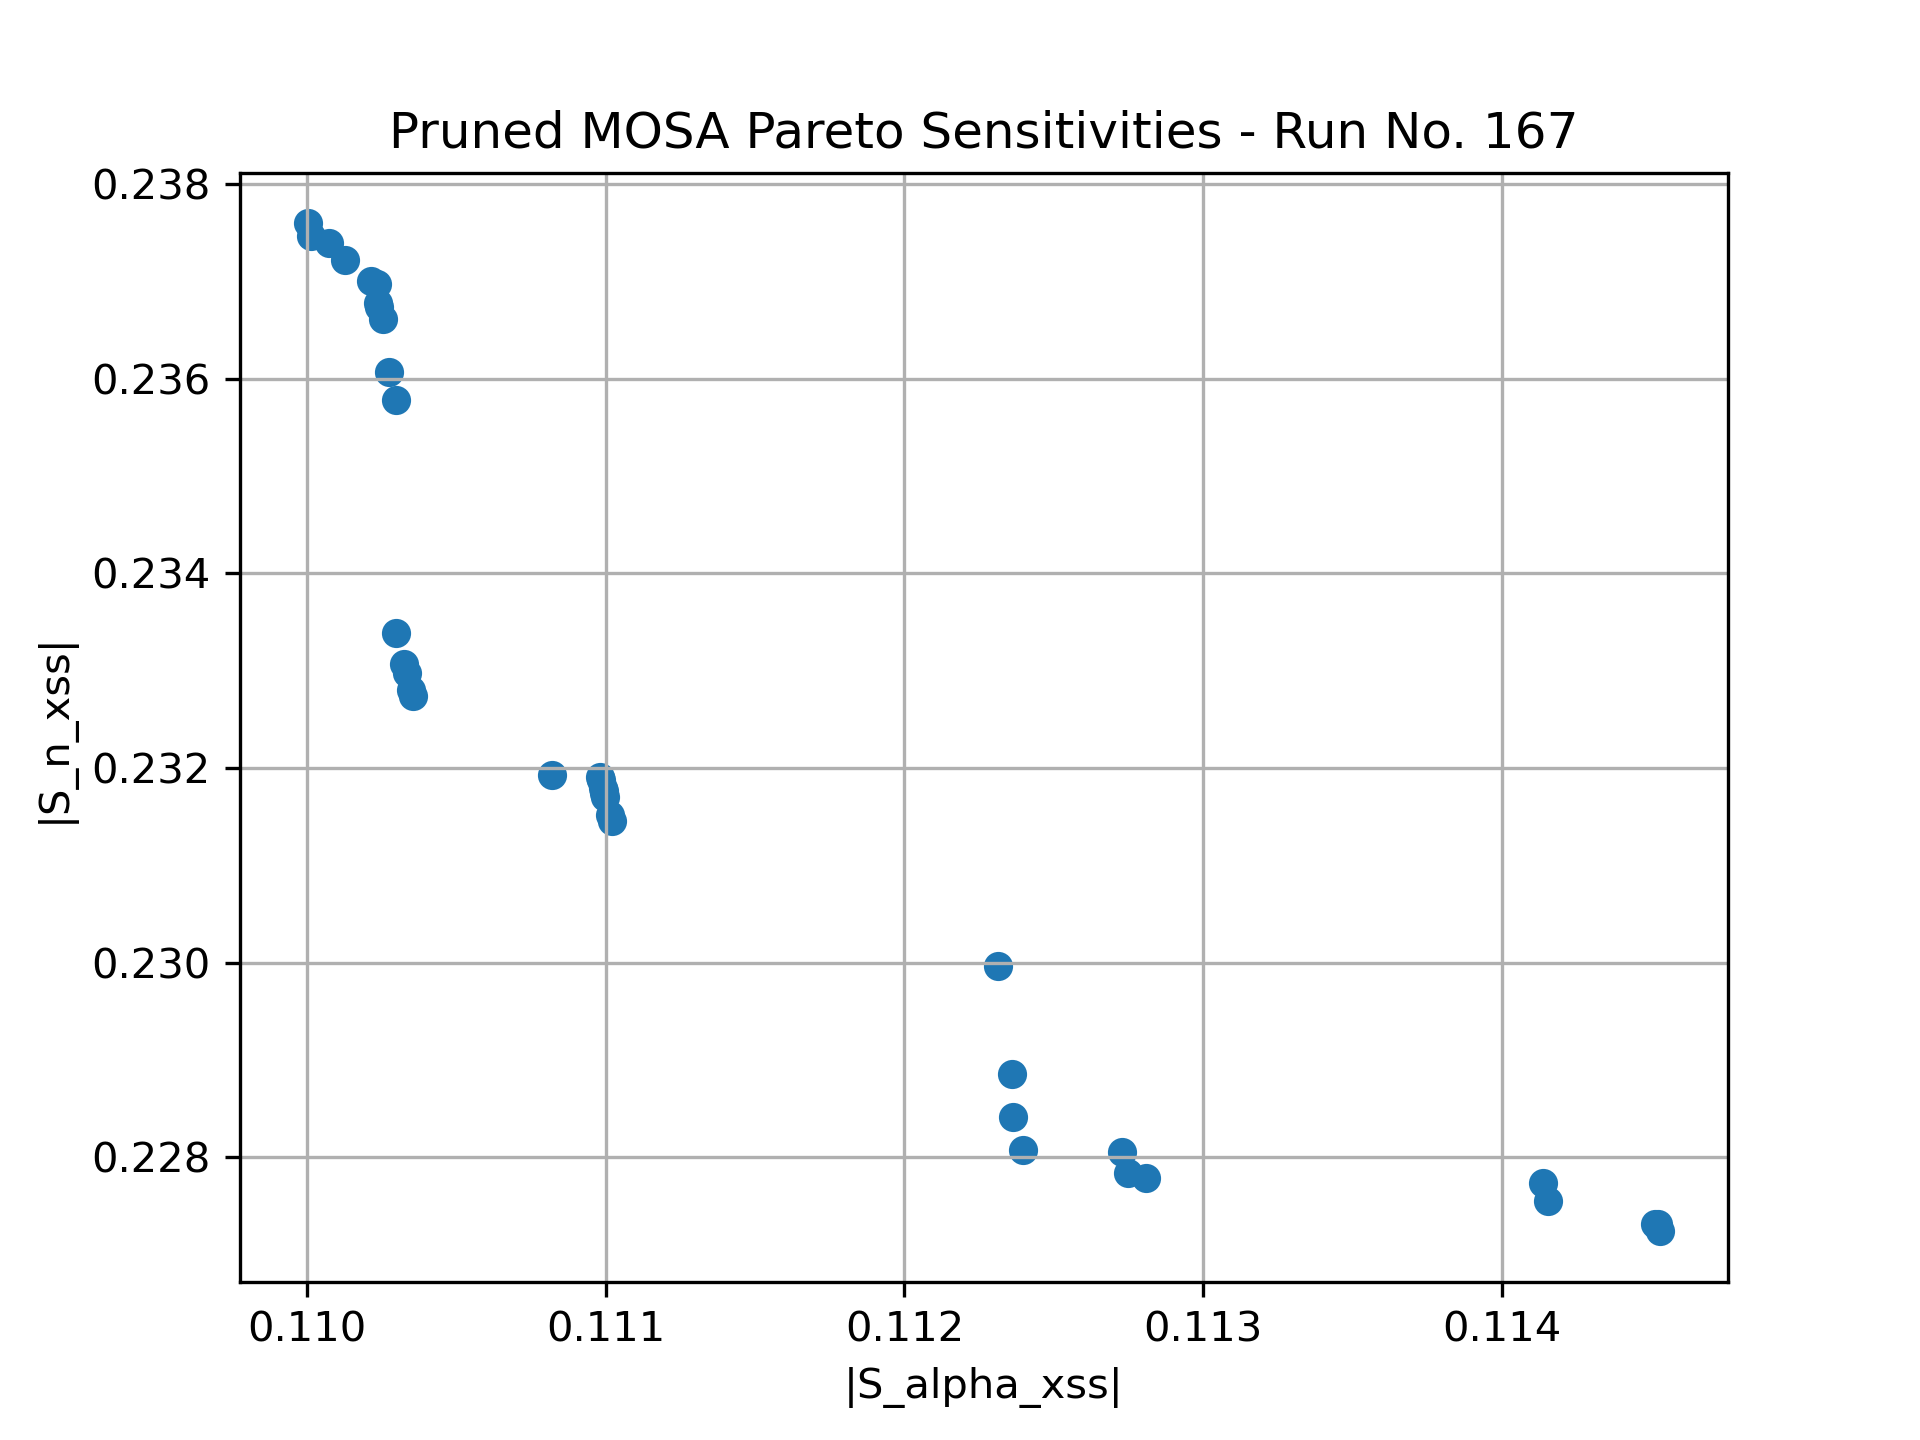 Pruned MOSA Pareto Sensitivities - Run No. 167
0.238
0.236
0.234
0.232
0.230
0.228
|S_n_xss|
0.110 0.111 0.112 0.113 0.114
|S_alpha_xss|